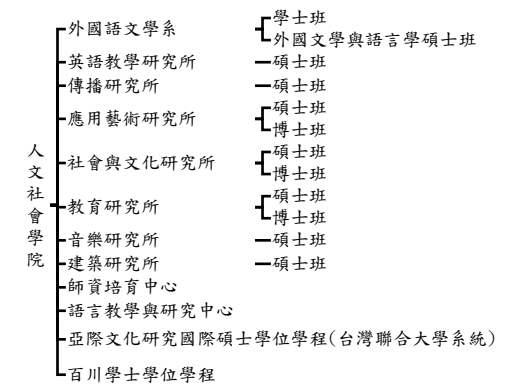 人文社會學院
外國語文學系
學士班
外國文學與語言學碩士班
英語教學研究所
碩士班
傳播研究所
碩士班
應用藝術研究所
碩士班
博士班
社會與文化研究所
碩士班
博士班
教育研究所
碩士班
博士班
音樂研究所
碩士班
建築研究所
碩士班
師資培育中心
語言教學與研究中心
亞際文化研究國際碩士學位學程(台灣聯合大學系統)
百川學士學位學程